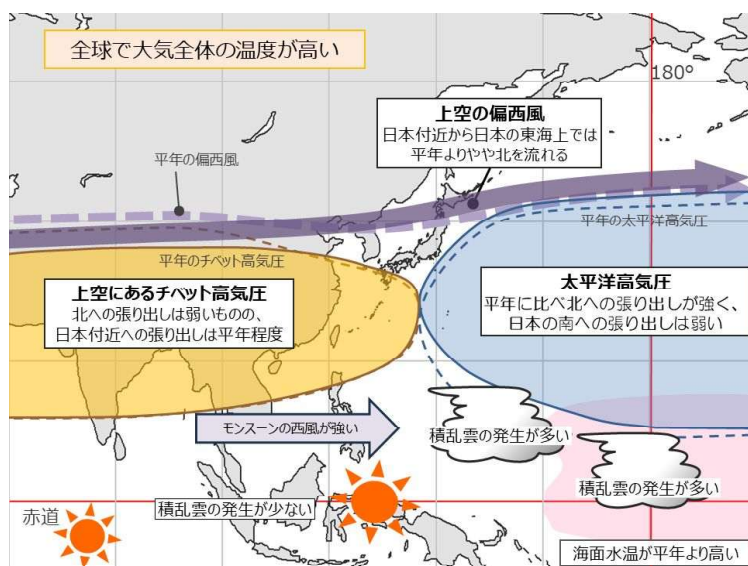 全球で大気全体の温度が高い
180°
上空の偏西風
日本付近から日本の東海上では
平年よりやや北を流れる
平年の偏西風
平年の太平洋高気圧
平年のチベット高気圧
上空にあるチベット高気圧
北への張り出しは弱いものの、
日本付近への張り出しは平年程度
太平洋高気圧
平年に比べ北への張り出しが強く、
日本の南への張り出しは弱い
モンスーンの西風が強い
積乱雲の発生が多い
積乱雲の発生が多い
積乱雲の発生が少ない
赤道
海面水温が平年より高い